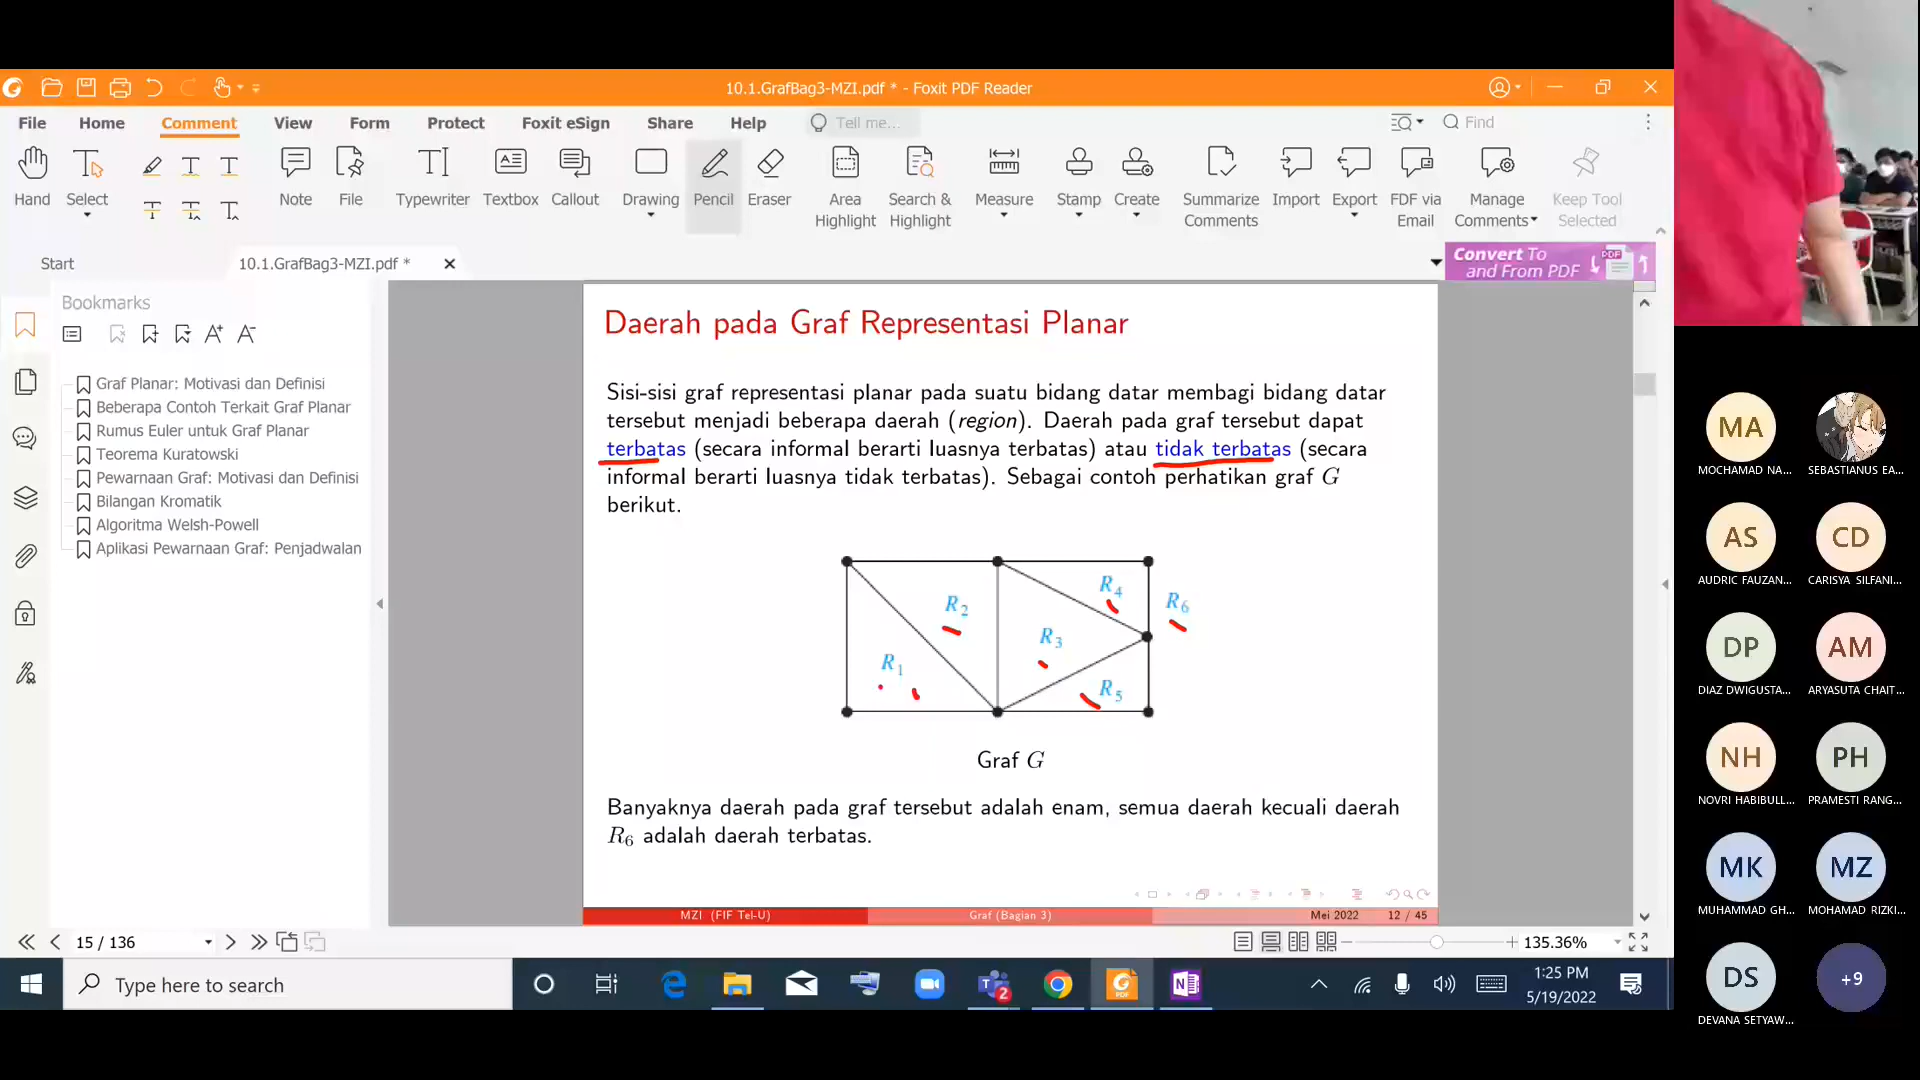 10.1.GrafBag3-MZI.pdf * - Foxit PDF Reader
File Home Comment View Form Protect Foxit eSign Share Help Tell me... Find
Hand Select Note File Typewriter Textbox Callout Drawing Pencil Eraser Area Highlight Search & Highlight Measure Stamp Create Summarize Comments Import Export FDF via Email Manage Comments Keep Tool Selected
Start 10.1.GrafBag3-MZI.pdf *
Convert To
and From PDF
PDF
Bookmarks
Graf Planar: Motivasi dan Definisi
Beberapa Contoh Terkait Graf Planar
Rumus Euler untuk Graf Planar
Teorema Kuratowski
Pewarnaan Graf: Motivasi dan Definisi
Bilangan Kromatik
Algoritma Welsh-Powell
Aplikasi Pewarnaan Graf: Penjadwalan
Daerah pada Graf Representasi Planar
Sisi-sisi graf representasi planar pada suatu bidang datar membagi bidang datar
tersebut menjadi beberapa daerah (region). Daerah pada graf tersebut dapat
terbatas (secara informal berarti luasnya terbatas) atau tidak terbatas (secara
informal berarti luasnya tidak terbatas). Sebagai contoh perhatikan graf G
berikut.
R4
R2
R6
R3
R1
R5
Graf G
Banyaknya daerah pada graf tersebut adalah enam, semua daerah kecuali daerah
R6 adalah daerah terbatas.
MZI (FIF Tel-U) Graf (Bagian 3) Mei 2022 12 / 45
15 / 136
135.36%
Type here to search
2
PDF
1:25 PM
5/19/2022
MA
MOCHAMAD NA...
SEBASTIANUS EA...
AS
CD
AUDRIC FAUZAN...
CARISYA SILFANI...
DP
AM
DIAZ DWIGUSTA...
ARYASUTA CHAIT...
NH
PH
NOVRI HABIBULL...
PRAMESTI RANG...
MK
MZ
MUHAMMAD GH...
MOHAMAD RIZKI...
DS
+9
DEVANA SETYAW...